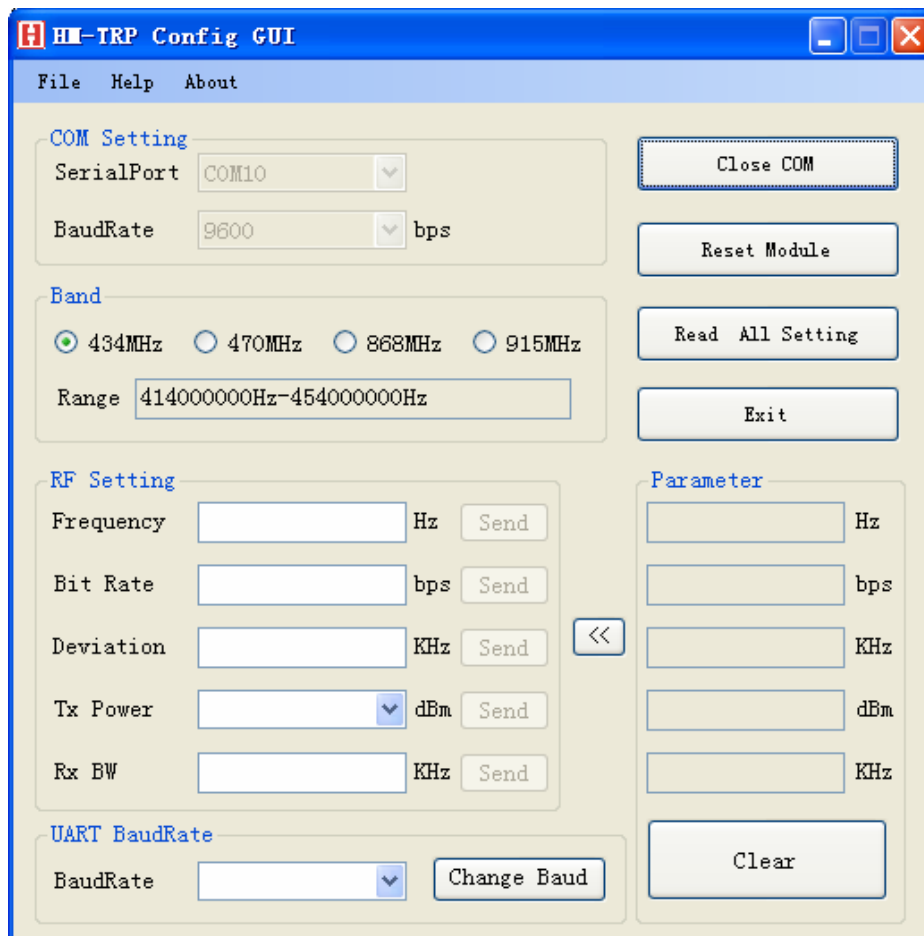 HM-TRP Config GUI
File Help About
COM Setting
SerialPort COM10
BaudRate 9600 bps
Close COM
Reset Module
Read All Setting
Exit
Band
434MHz 470MHz 868MHz 915MHz
Range 414000000Hz-454000000Hz
RF Setting
Frequency Hz Send
Bit Rate bps Send
Deviation KHz Send
Tx Power dBm Send
Rx BW KHz Send
<<
Parameter
Hz
bps
KHz
dBm
KHz
Clear
UART BaudRate
BaudRate Change Baud